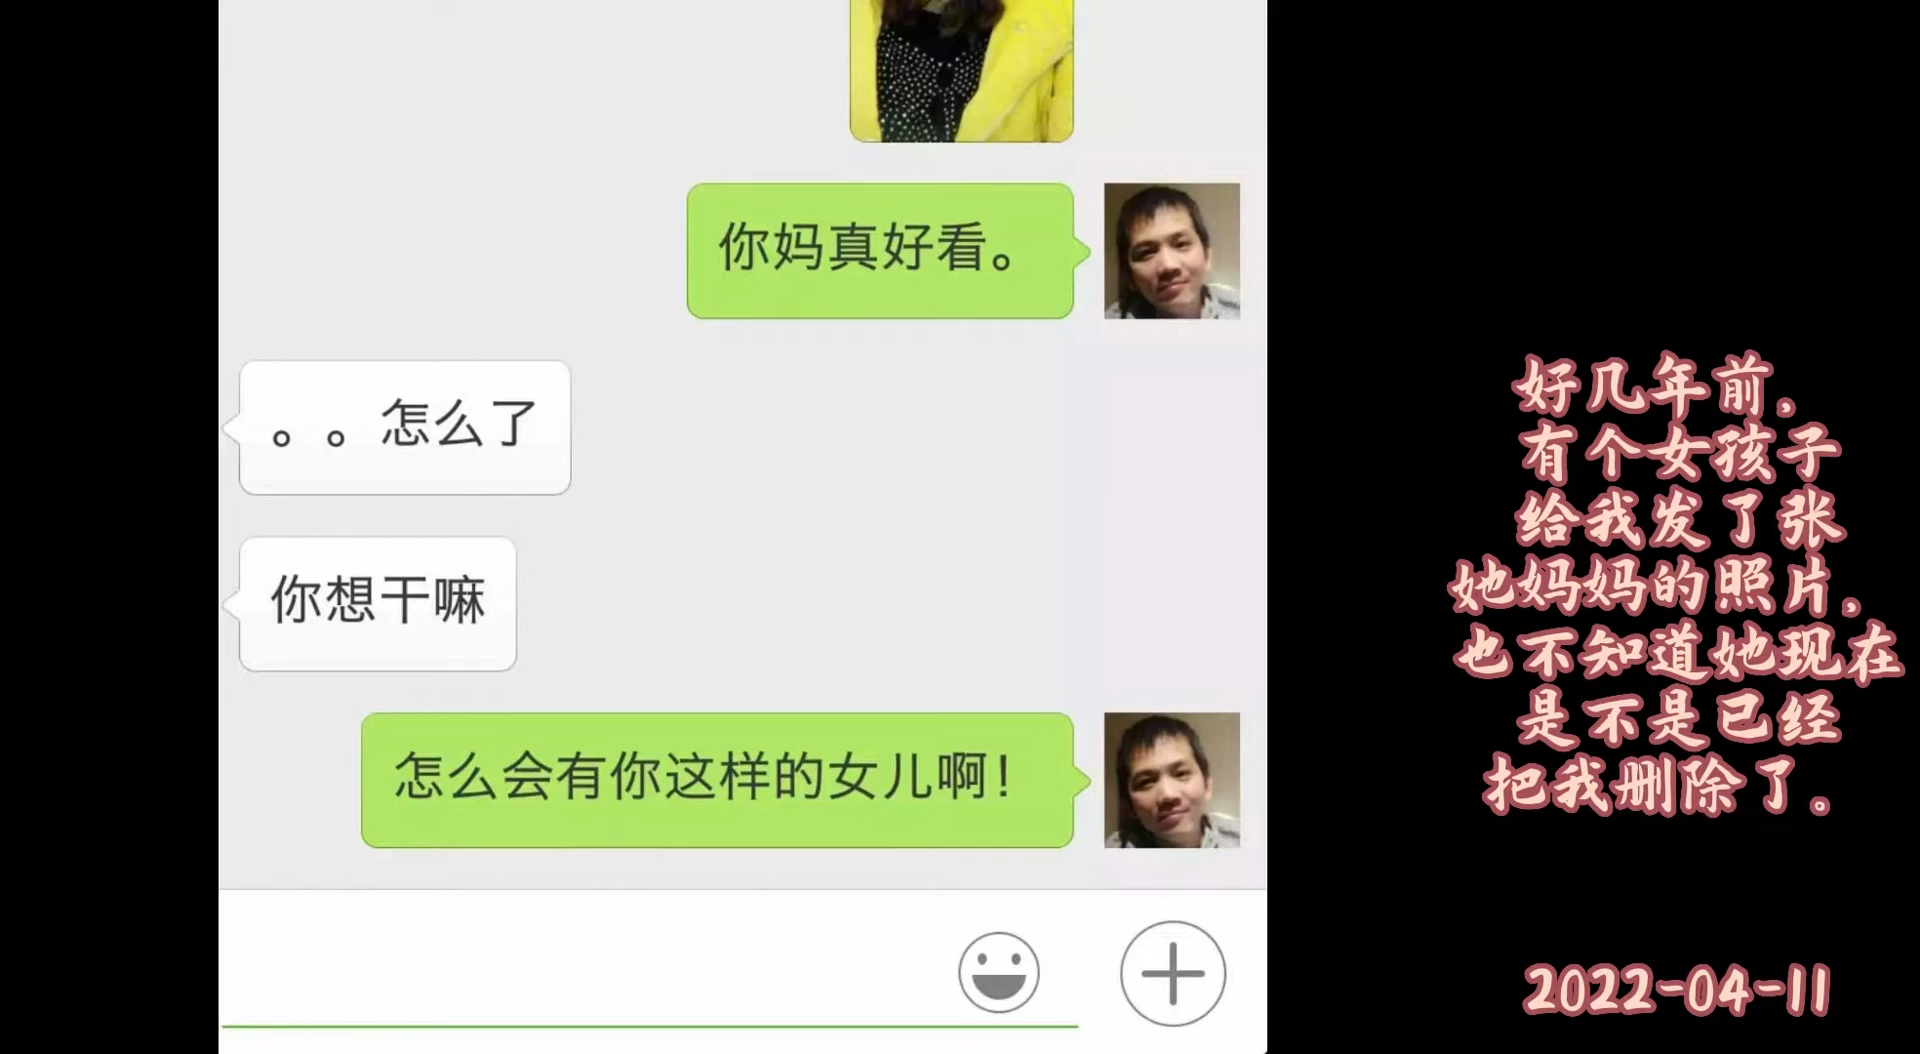 你妈真好看。
。。怎么了
你想干嘛
怎么会有你这样的女儿啊！
好几年前，
有个女孩子
给我发了张
她妈妈的照片，
也不知道她现在
是不是已经
把我删除了。
2022-04-11